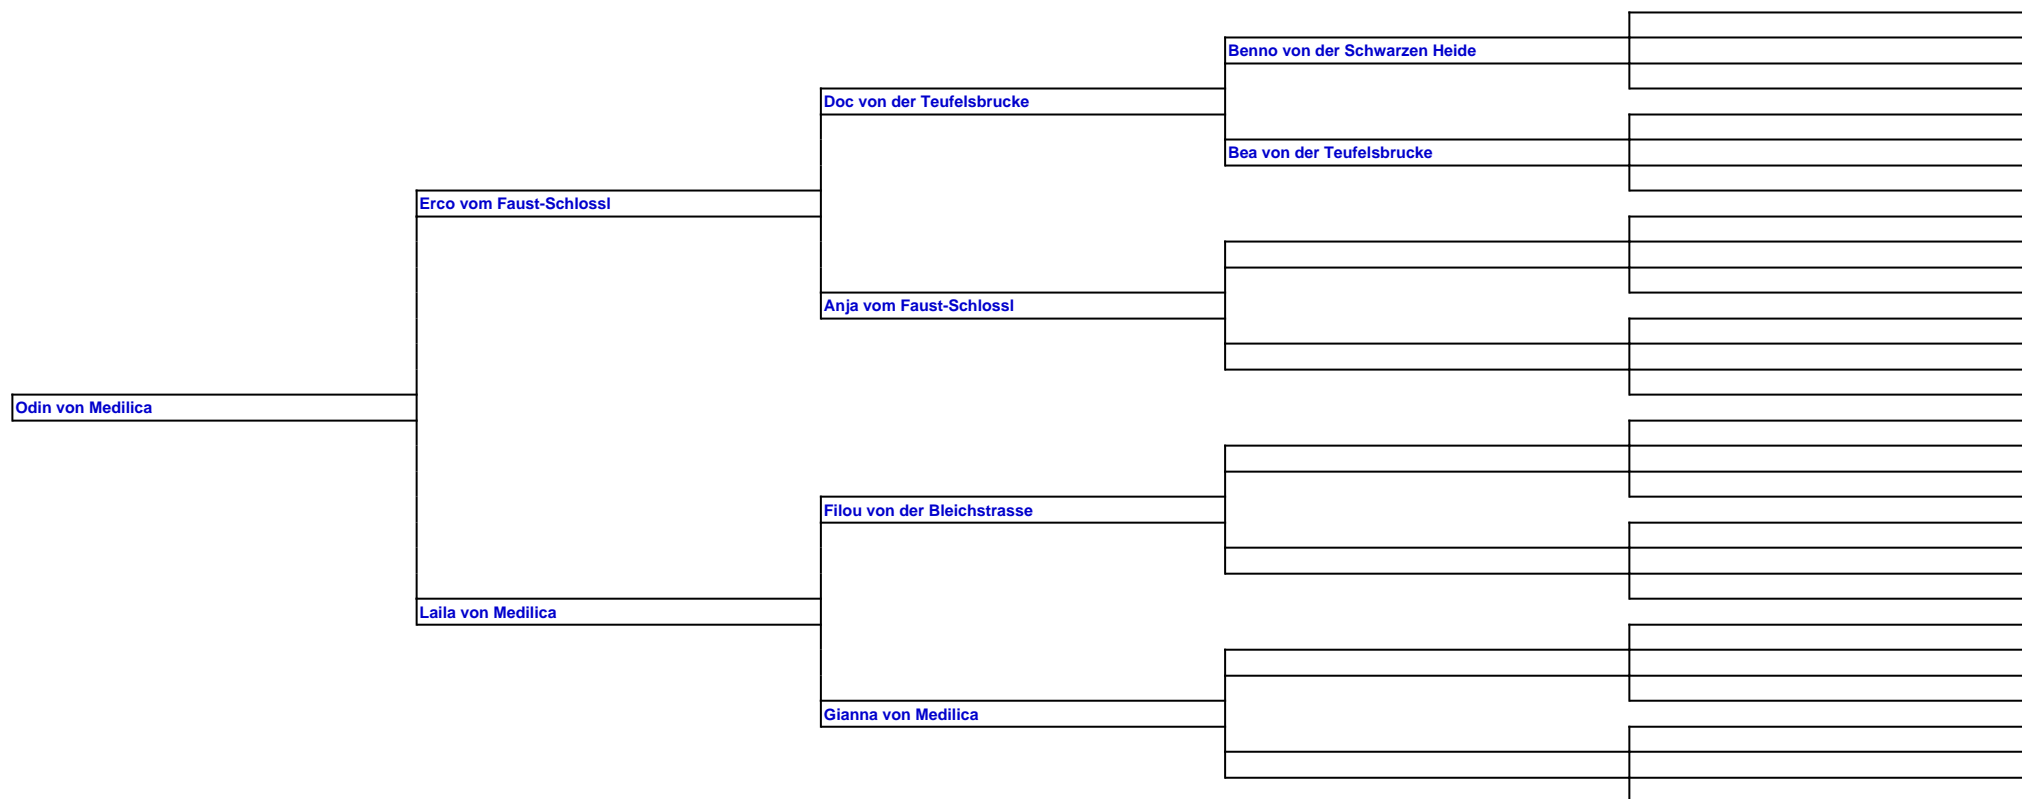 Benno von der Schwarzen Heide
Doc von der Teufelsbrucke
Bea von der Teufelsbrucke
Erco vom Faust-Schlossl
Anja vom Faust-Schlossl
Odin von Medilica
Filou von der Bleichstrasse
Laila von Medilica
Gianna von Medilica